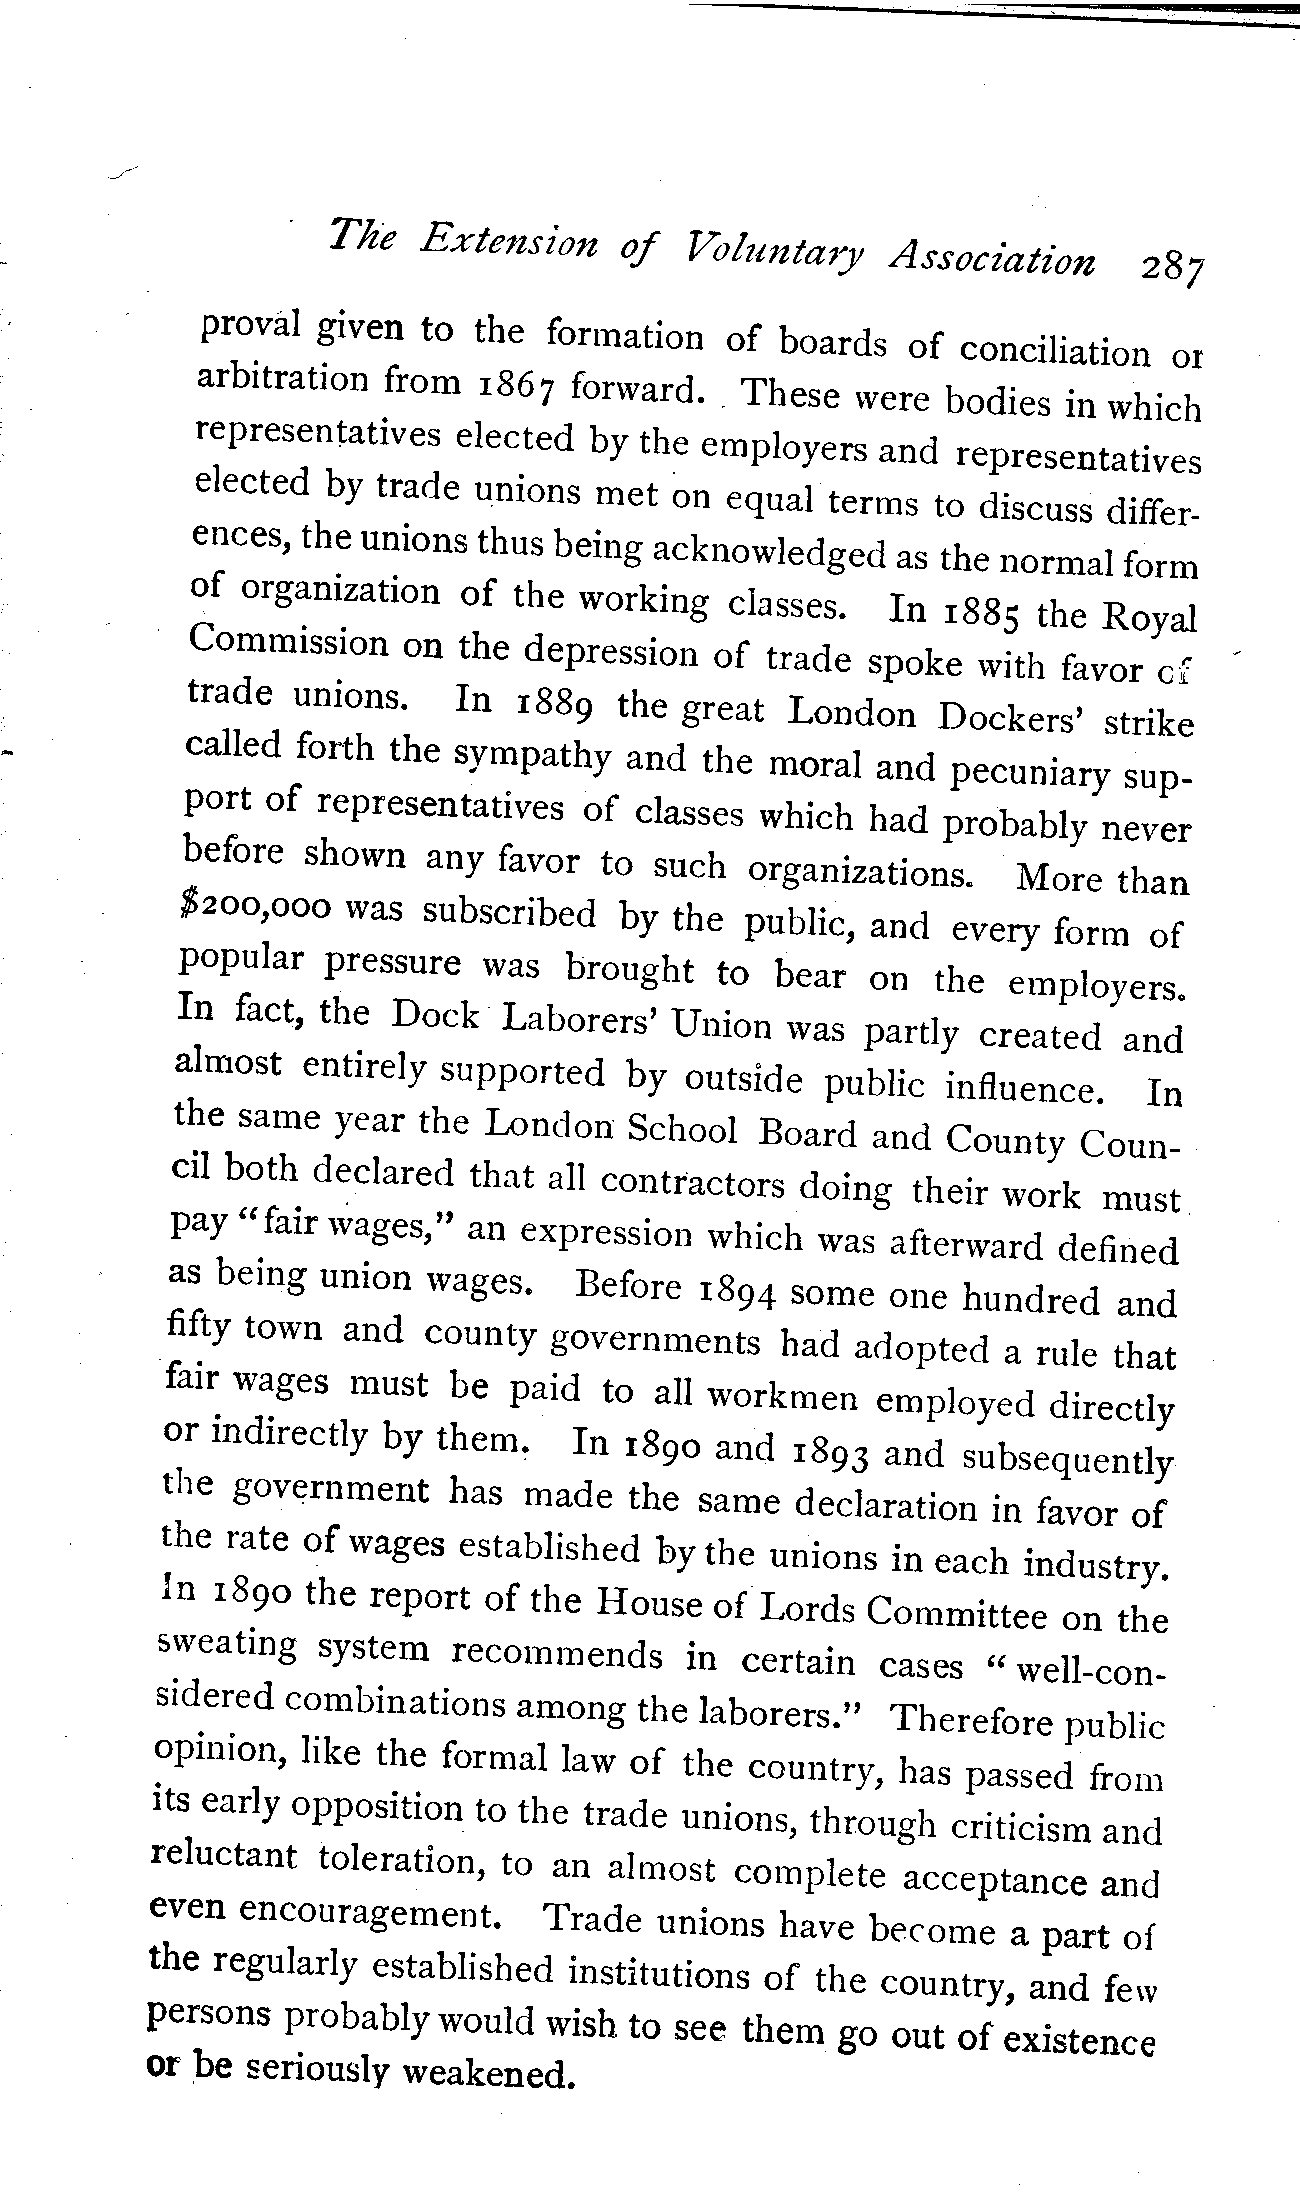 The Extension of Voluntary Association 287
proval given to the formation of boards of conciliation or
arbitration from 1867 forward. These were bodies in which
representatives elected by the employers and representatives
elected by trade unions met on equal terms to discuss differ-
ences, the unions thus being acknowledged as the normal form
of organization of the working classes. In 1885 the Royal
Commission on the depression of trade spoke with favor of
trade unions. In 1889 the great London Dockers' strike
called forth the sympathy and the moral and pecuniary sup-
port of representatives of classes which had probably never
before shown any favor to such organizations. More than
$200,000 was subscribed by the public, and every form of
popular pressure was brought to bear on the employers.
In fact, the Dock Laborers' Union was partly created and
almost entirely supported by outside public influence. In
the same year the London School Board and County Coun-
cil both declared that all contractors doing their work must
pay "fair wages," an expression which was afterward defined
as being union wages. Before 1894 some one hundred and
fifty town and county governments had adopted a rule that
fair wages must be paid to all workmen employed directly
or indirectly by them. In 1890 and 1893 and subsequently
the government has made the same declaration in favor of
the rate of wages established by the unions in each industry.
In 1890 the report of the House of Lords Committee on the
sweating system recommends in certain cases "well-con-
sidered combinations among the laborers." Therefore public
opinion, like the formal law of the country, has passed from
its early opposition to the trade unions, through criticism and
reluctant toleration, to an almost complete acceptance and
even encouragement. Trade unions have become a part of
the regularly established institutions of the country, and few
persons probably would wish to see them go out of existence
or be seriously weakened.